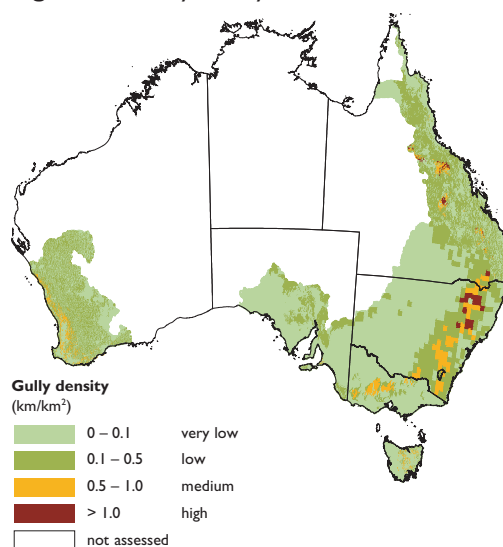 Gully density
(km/km²)
0 – 0.1 very low
0.1 – 0.5 low
0.5 – 1.0 medium
> 1.0 high
not assessed